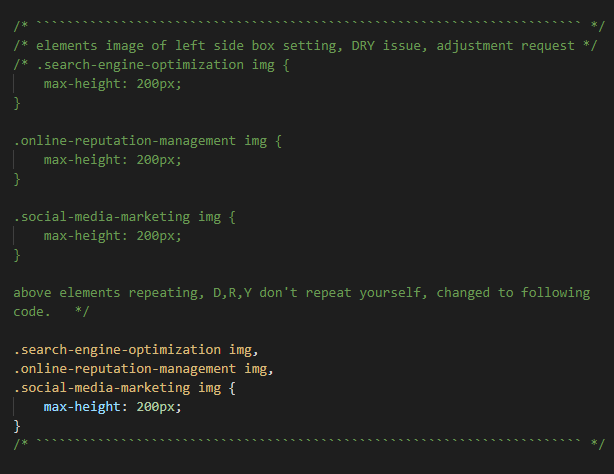 /* ``````````````````````````````````````````````````````````````````````` */
/* elements image of left side box setting, DRY issue, adjustment request */
/* .search-engine-optimization img {
    max-height: 200px;
}

.online-reputation-management img {
    max-height: 200px;
}

.social-media-marketing img {
    max-height: 200px;
}

above elements repeating, D,R,Y don't repeat yourself, changed to following
code.   */

.search-engine-optimization img,
.online-reputation-management img,
.social-media-marketing img {
    max-height: 200px;
}
/* ``````````````````````````````````````````````````````````````````````` */